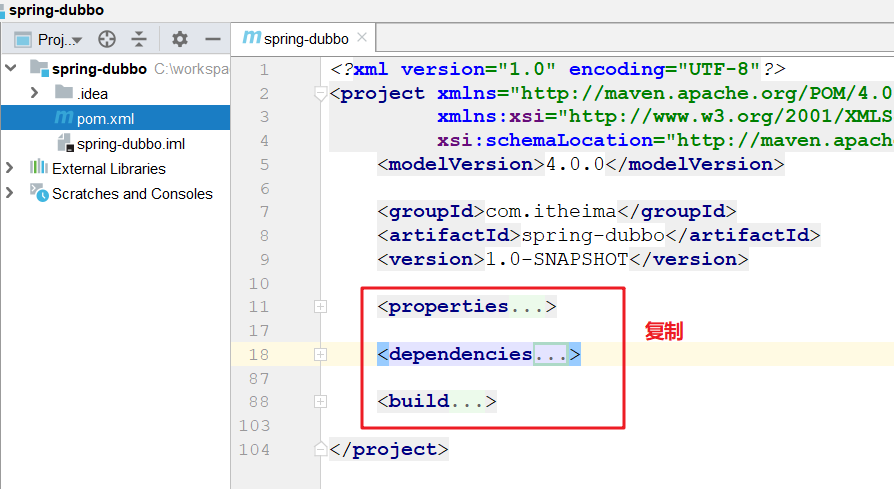 spring-dubbo
Proj...
spring-dubbo
spring-dubbo C:\workspa
.idea
pom.xml
spring-dubbo.iml
External Libraries
Scratches and Consoles
1 <?xml version="1.0" encoding="UTF-8"?>
2 <project xmlns="http://maven.apache.org/POM/4.0
3 xmlns:xsi="http://www.w3.org/2001/XMLS
4 xsi:schemaLocation="http://maven.apach
5 <modelVersion>4.0.0</modelVersion>
6
7 <groupId>com.itheima</groupId>
8 <artifactId>spring-dubbo</artifactId>
9 <version>1.0-SNAPSHOT</version>
10
11 <properties...>
17
18 <dependencies...>
87
88 <build...>
103
104 </project>
复制